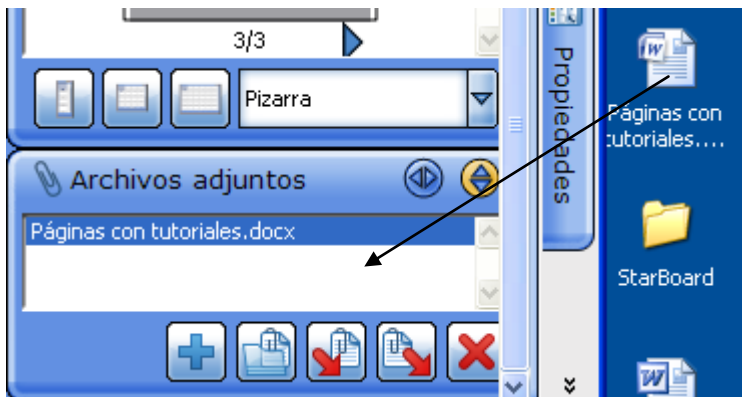 3/3
Pizarra
Propiedades
Archivos adjuntos
Páginas con tutoriales.docx
Páginas con
tutoriales....
StarBoard